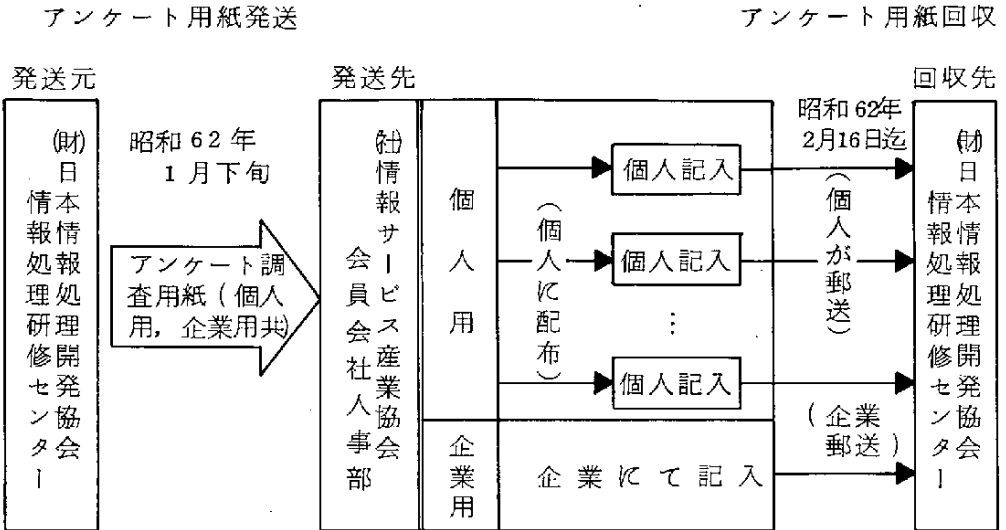 アンケート用紙発送
アンケート用紙回収
発送元
発送先
回収先
(財)日本情報処理開発協会
情報処理研修センター
昭和62年
1月下旬
アンケート調
査用紙(個人
用，企業用共)
(社)情報サービス産業協会
会員会社人事部
個人用
(個人に配布)
個人記入
個人記入
⋮
個人記入
昭和62年
2月16日迄
(個人が郵送)
企業用
企業にて記入
(企業
郵送)
(財)日本情報処理開発協会
情報処理研修センター